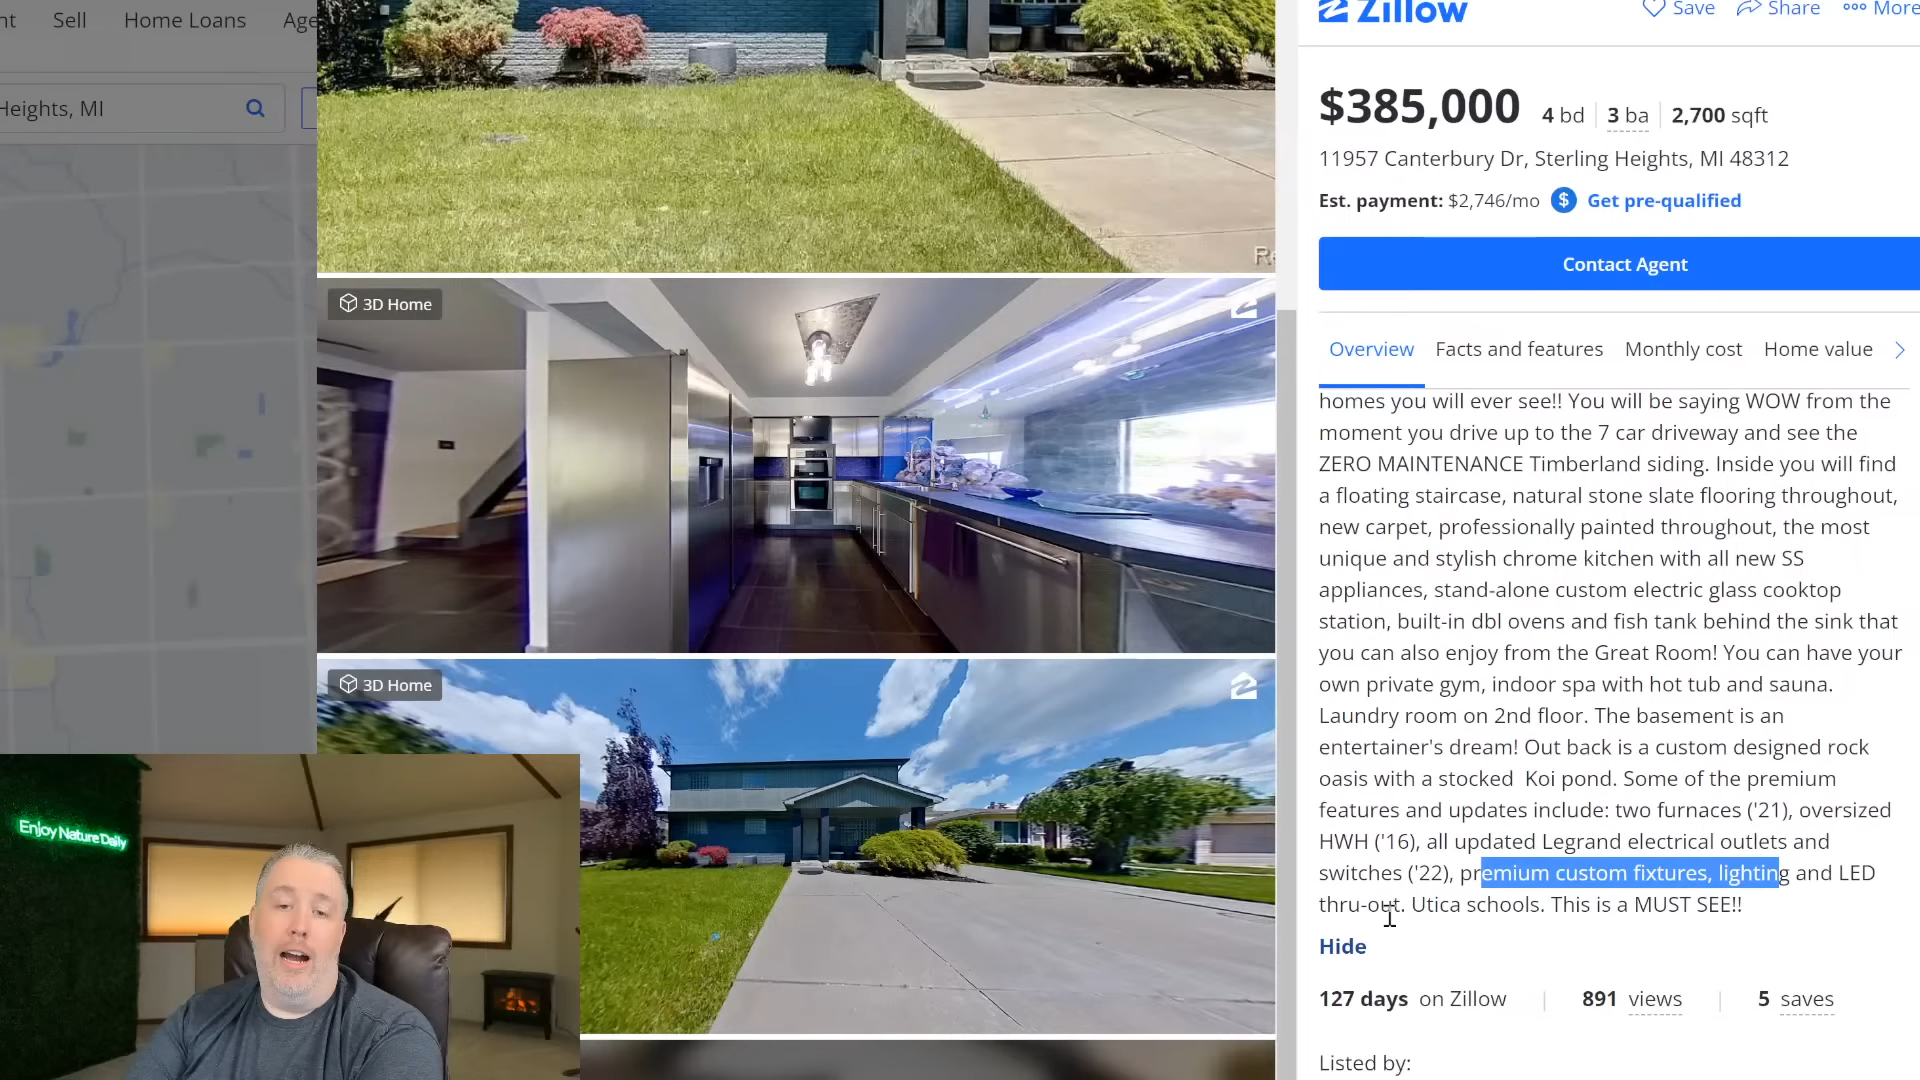 nt Sell Home Loans Age
Heights, MI
3D Home
3D Home
Enjoy Nature Daily
Zillow
Save Share More
$385,000 4 bd 3 ba 2,700 sqft
11957 Canterbury Dr, Sterling Heights, MI 48312
Est. payment: $2,746/mo $ Get pre-qualified
Contact Agent
Overview Facts and features Monthly cost Home value
homes you will ever see!! You will be saying WOW from the
moment you drive up to the 7 car driveway and see the
ZERO MAINTENANCE Timberland siding. Inside you will find
a floating staircase, natural stone slate flooring throughout,
new carpet, professionally painted throughout, the most
unique and stylish chrome kitchen with all new SS
appliances, stand-alone custom electric glass cooktop
station, built-in dbl ovens and fish tank behind the sink that
you can also enjoy from the Great Room! You can have your
own private gym, indoor spa with hot tub and sauna.
Laundry room on 2nd floor. The basement is an
entertainer's dream! Out back is a custom designed rock
oasis with a stocked Koi pond. Some of the premium
features and updates include: two furnaces ('21), oversized
HWH ('16), all updated Legrand electrical outlets and
switches ('22), premium custom fixtures, lighting and LED
thru-out. Utica schools. This is a MUST SEE!!
Hide
127 days on Zillow 891 views 5 saves
Listed by: